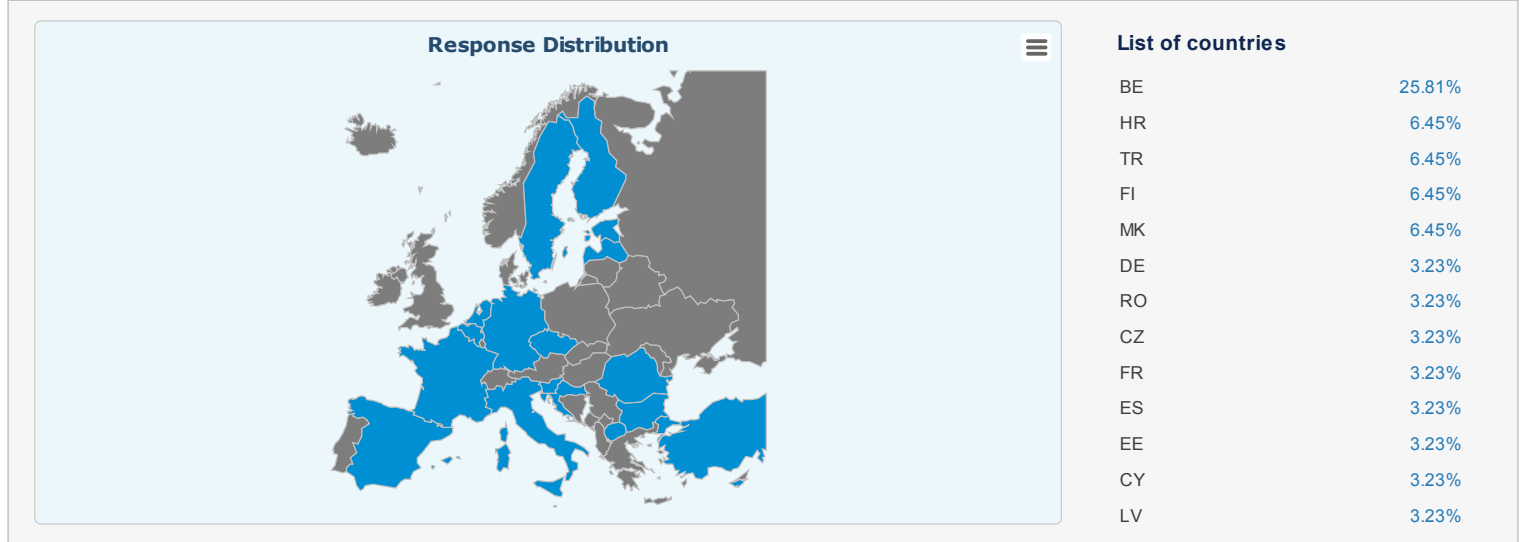 Response Distribution
List of countries
BE 25.81%
HR 6.45%
TR 6.45%
FI 6.45%
MK 6.45%
DE 3.23%
RO 3.23%
CZ 3.23%
FR 3.23%
ES 3.23%
EE 3.23%
CY 3.23%
LV 3.23%